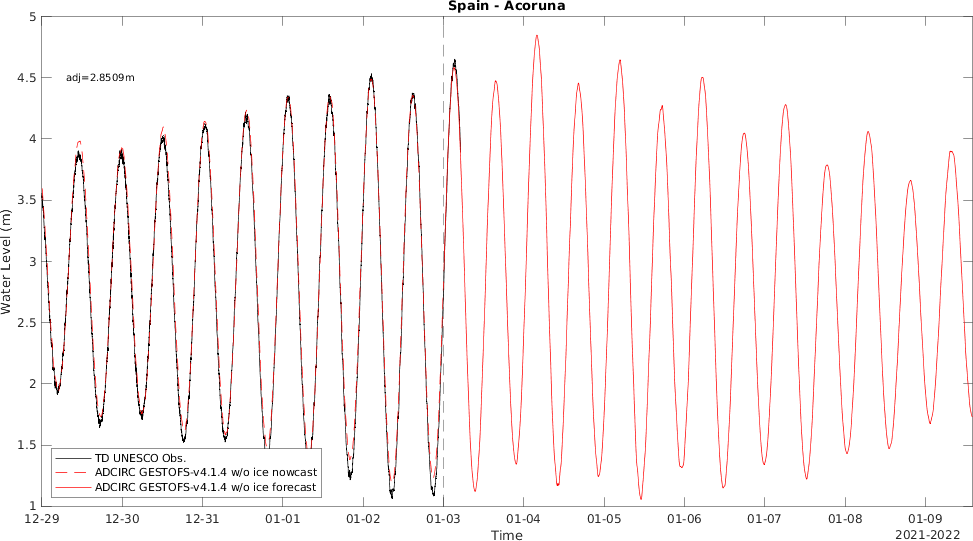 Spain - Acoruna
5
4.5
4
3.5
3
2.5
2
1.5
1
Water Level (m)
adj=2.8509m
TD UNESCO Obs.
ADCIRC GESTOFS-v4.1.4 w/o ice nowcast
ADCIRC GESTOFS-v4.1.4 w/o ice forecast
12-29 12-30 12-31 01-01 01-02 01-03 01-04 01-05 01-06 01-07 01-08 01-09
Time
2021-2022